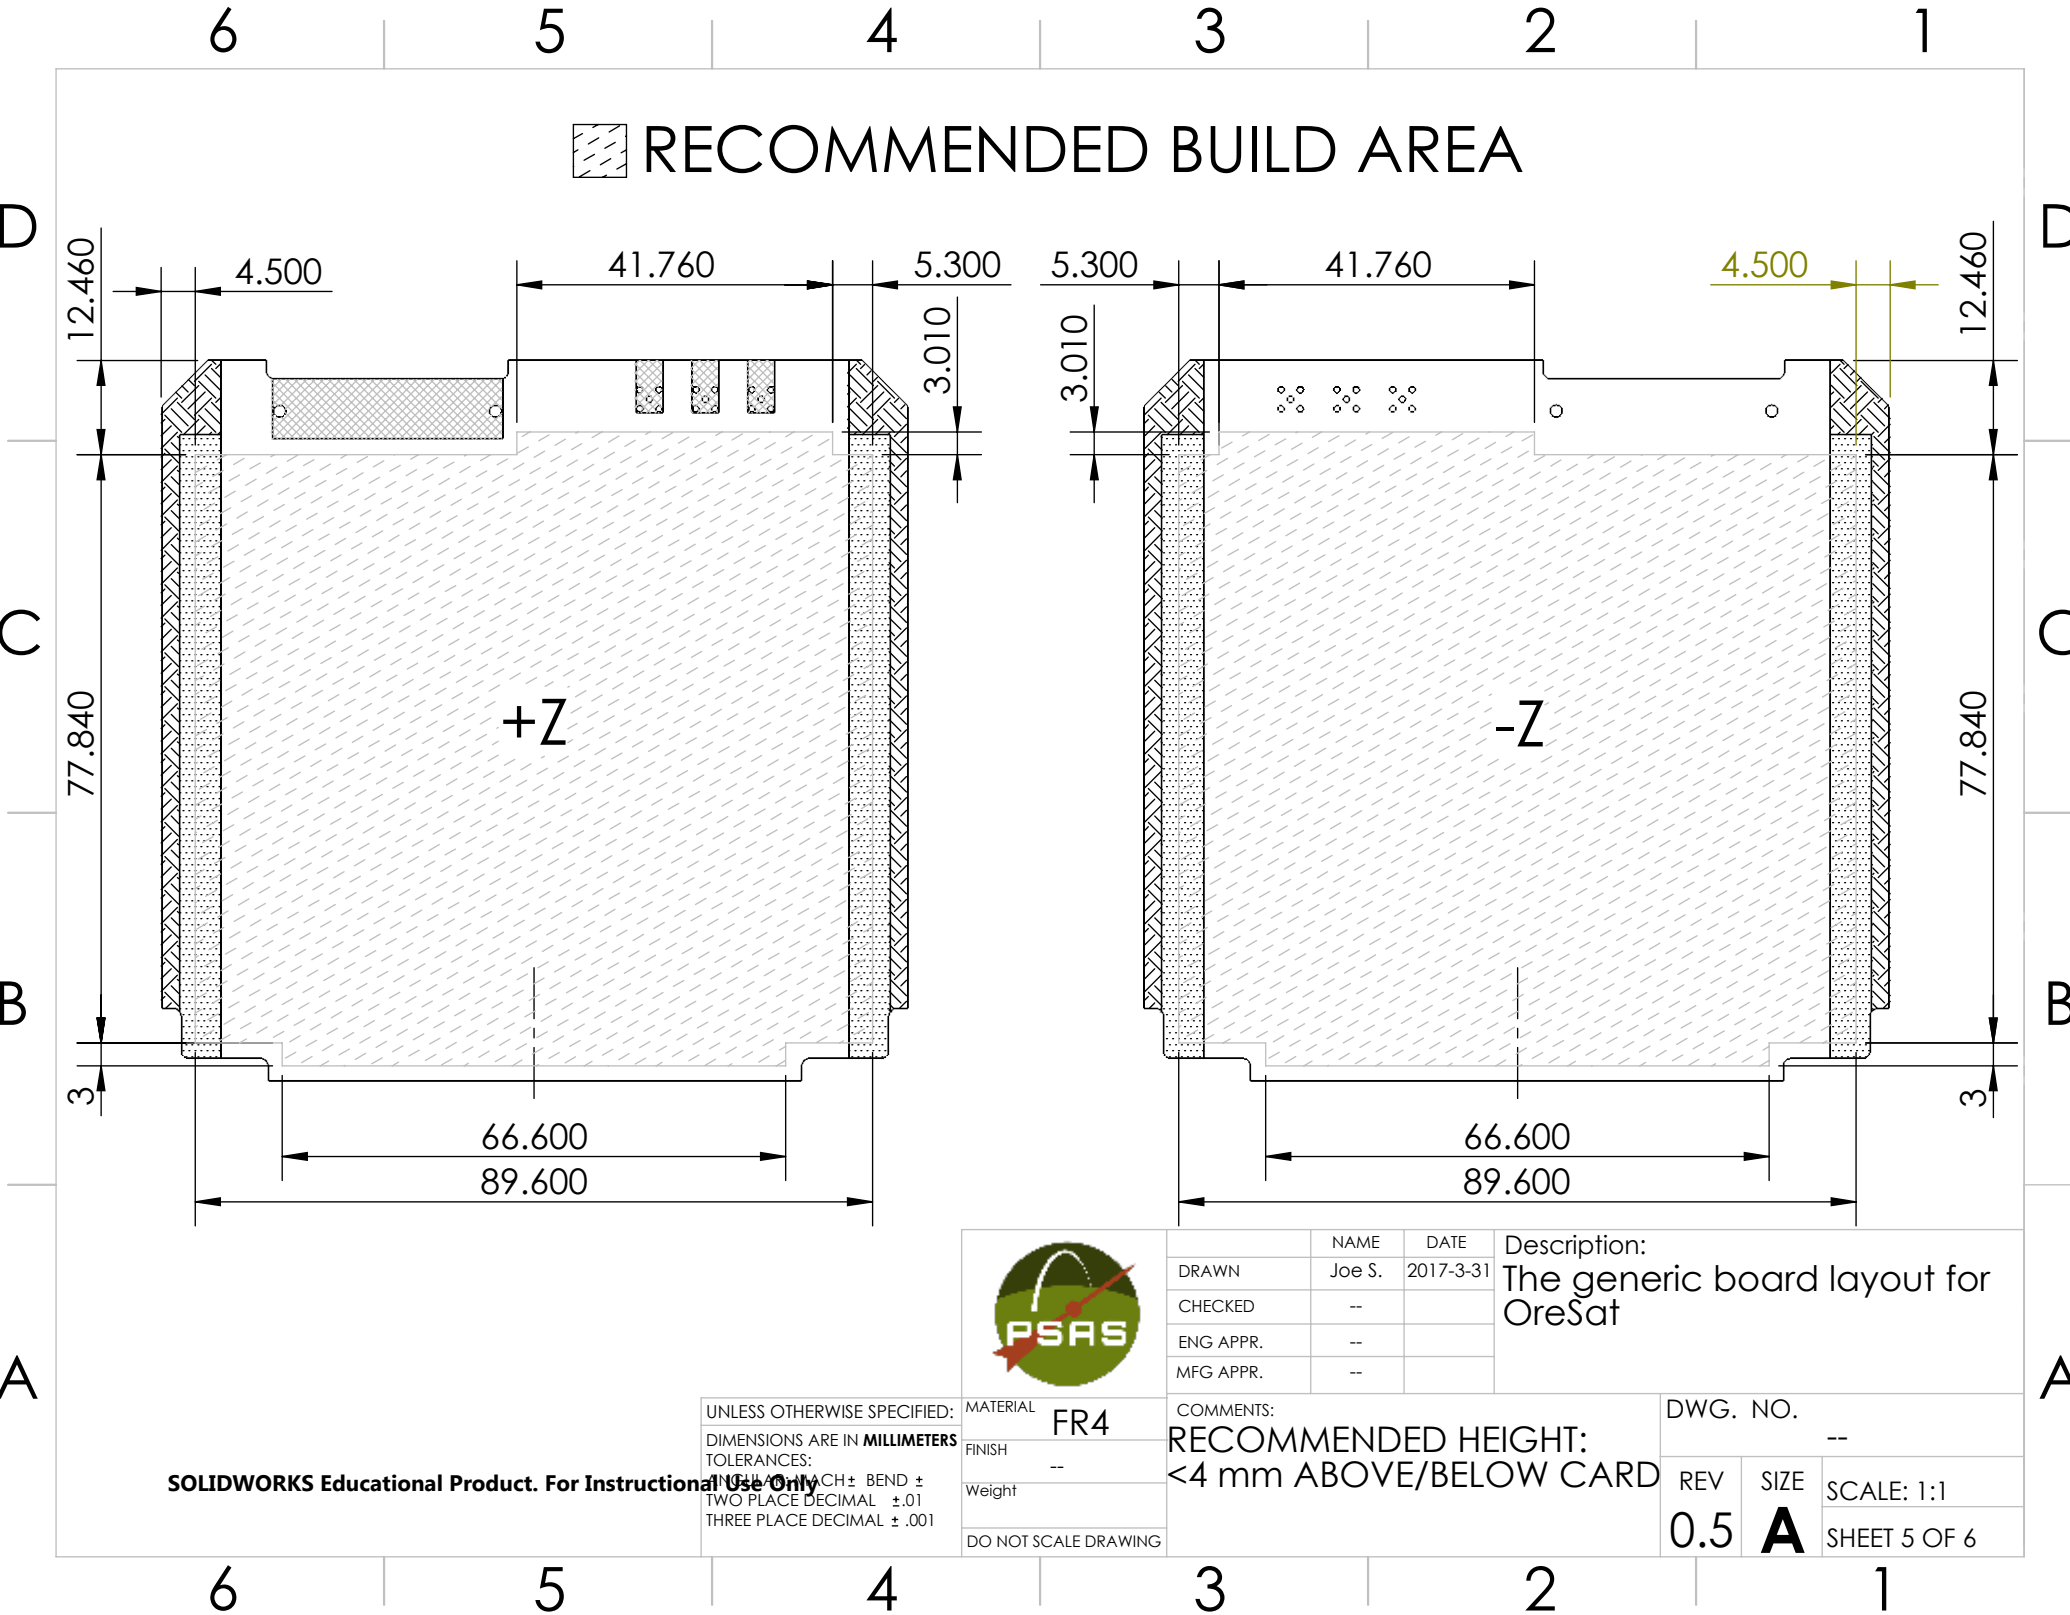 6 5 4 3 2 1
RECOMMENDED BUILD AREA
D D
12.460 4.500 41.760 5.300 5.300 41.760 4.500 12.460
3.010 3.010
C C
77.840 +Z -Z 77.840
B B
3 3
66.600 66.600
89.600 89.600
A A
PSAS
NAME DATE
DRAWN Joe S. 2017-3-31
CHECKED --
ENG APPR. --
MFG APPR. --
Description:
The generic board layout for
OreSat
UNLESS OTHERWISE SPECIFIED:
DIMENSIONS ARE IN MILLIMETERS
TOLERANCES:
ANGULAR: MACH ± BEND ±
TWO PLACE DECIMAL ±.01
THREE PLACE DECIMAL ± .001
SOLIDWORKS Educational Product. For Instructional Use Only
MATERIAL FR4
FINISH --
Weight
DO NOT SCALE DRAWING
COMMENTS:
RECOMMENDED HEIGHT:
<4 mm ABOVE/BELOW CARD
DWG. NO.
--
REV 0.5
SIZE A
SCALE: 1:1
SHEET 5 OF 6
6 5 4 3 2 1